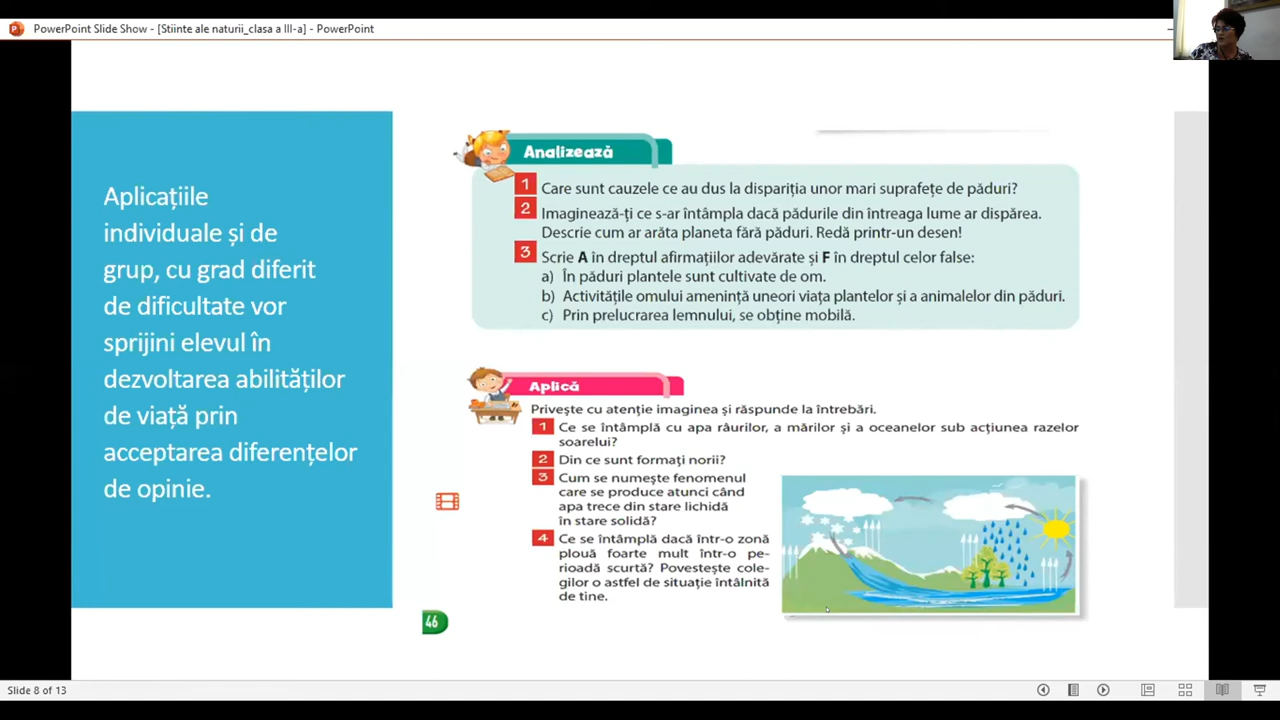 PowerPoint Slide Show - [Stiinte ale naturii_clasa a III-a] - PowerPoint
Aplicațiile
individuale și de
grup, cu grad diferit
de dificultate vor
sprijini elevul în
dezvoltarea abilităților
de viață prin
acceptarea diferențelor
de opinie.
Analizează
1 Care sunt cauzele ce au dus la dispariția unor mari suprafețe de păduri?
2 Imaginează-ți ce s-ar întâmpla dacă pădurile din întreaga lume ar dispărea.
Descrie cum ar arăta planeta fără păduri. Redă printr-un desen!
3 Scrie A în dreptul afirmațiilor adevărate și F în dreptul celor false:
a) În păduri plantele sunt cultivate de om.
b) Activitățile omului amenință uneori viața plantelor și a animalelor din păduri.
c) Prin prelucrarea lemnului, se obține mobilă.
Aplică
Privește cu atenție imaginea și răspunde la întrebări.
1 Ce se întâmplă cu apa râurilor, a mărilor și a oceanelor sub acțiunea razelor
soarelui?
2 Din ce sunt formați norii?
3 Cum se numește fenomenul
care se produce atunci când
apa trece din stare lichidă
în stare solidă?
4 Ce se întâmplă dacă într-o zonă
plouă foarte mult într-o pe-
rioadă scurtă? Povestește cole-
gilor o astfel de situație întâlnită
de tine.
46
Slide 8 of 13